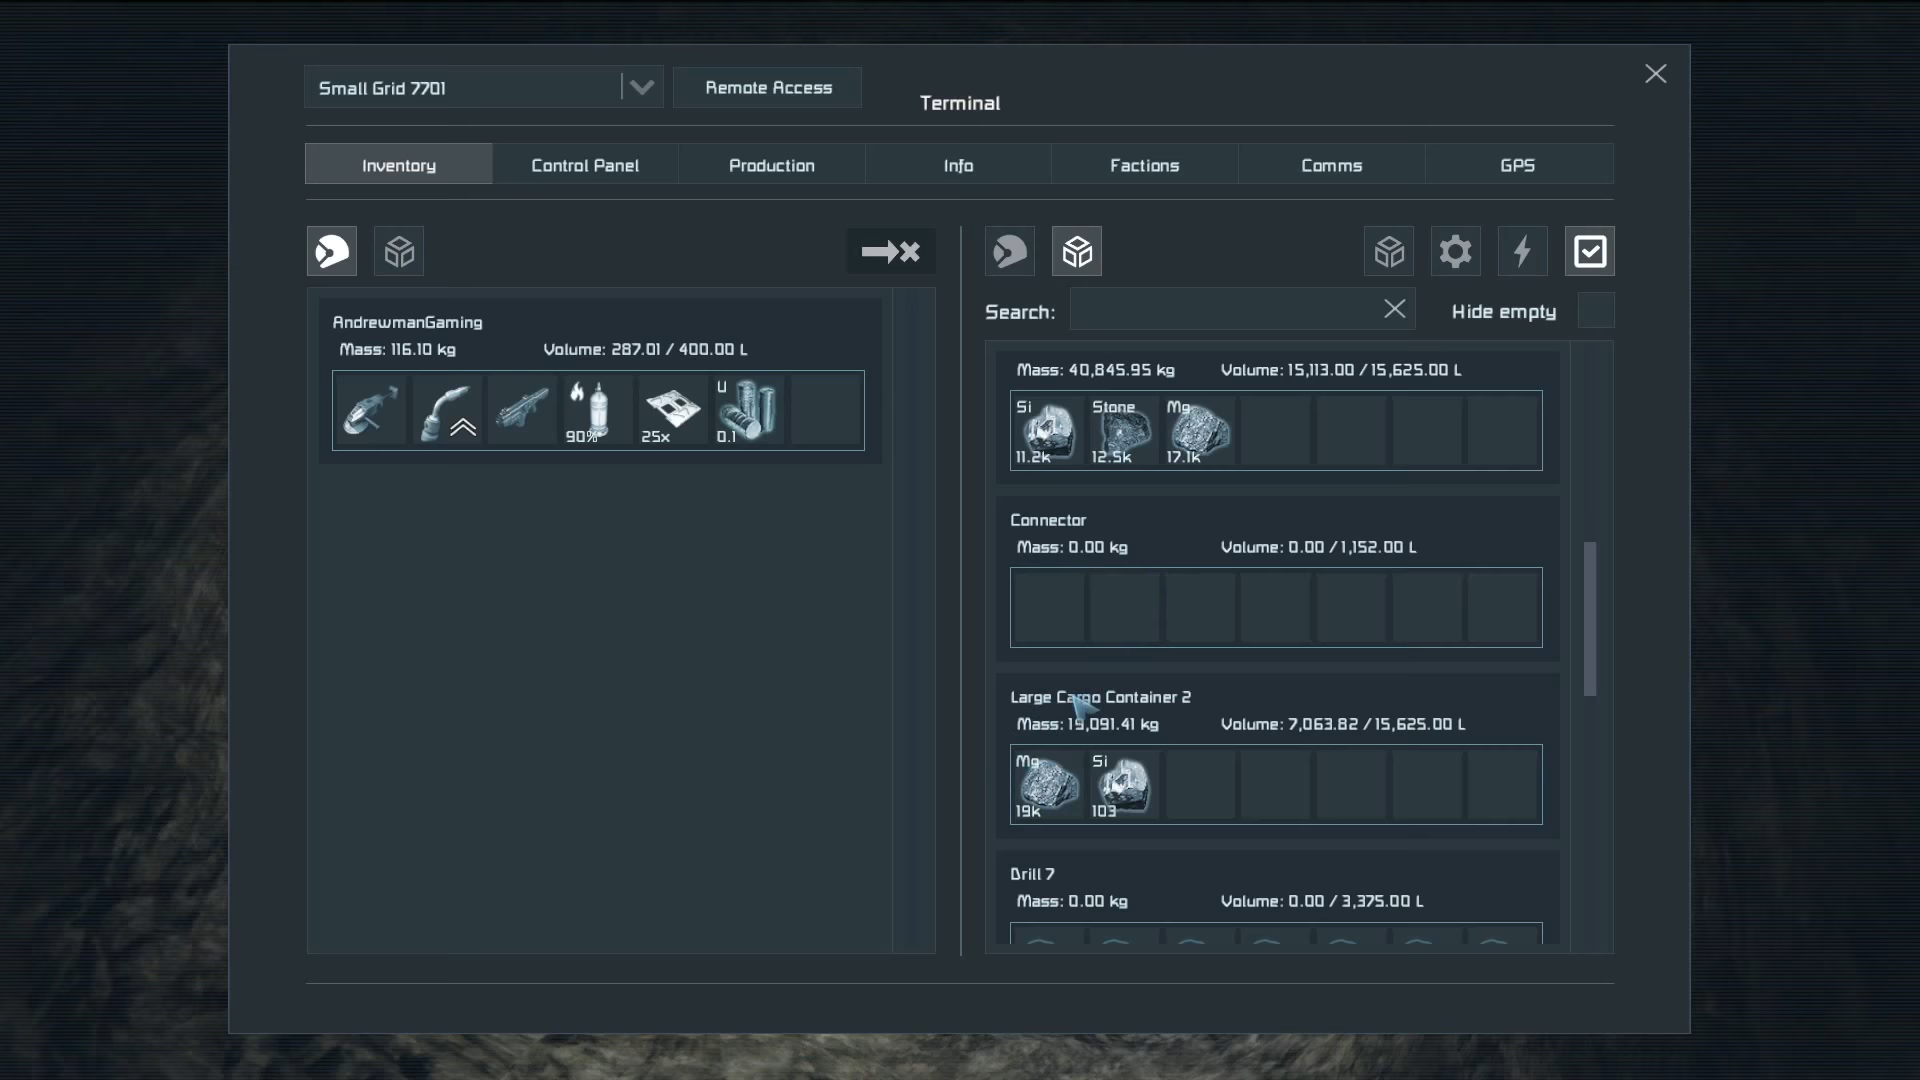 Small Grid 7701
Remote Access
Terminal
Inventory
Control Panel
Production
Info
Factions
Comms
GPS
AndrewmanGaming
Mass: 116.10 kg
Volume: 287.01 / 400.00 L
90%
25x
U
0.1
Search:
Hide empty
Mass: 40,845.95 kg
Volume: 15,113.00 / 15,625.00 L
Si
11.2k
Stone
12.5k
Mg
17.1k
Connector
Mass: 0.00 kg
Volume: 0.00 / 1,152.00 L
Large Cargo Container 2
Mass: 19,091.41 kg
Volume: 7,063.82 / 15,625.00 L
Mg
19k
Si
103
Drill 7
Mass: 0.00 kg
Volume: 0.00 / 3,375.00 L